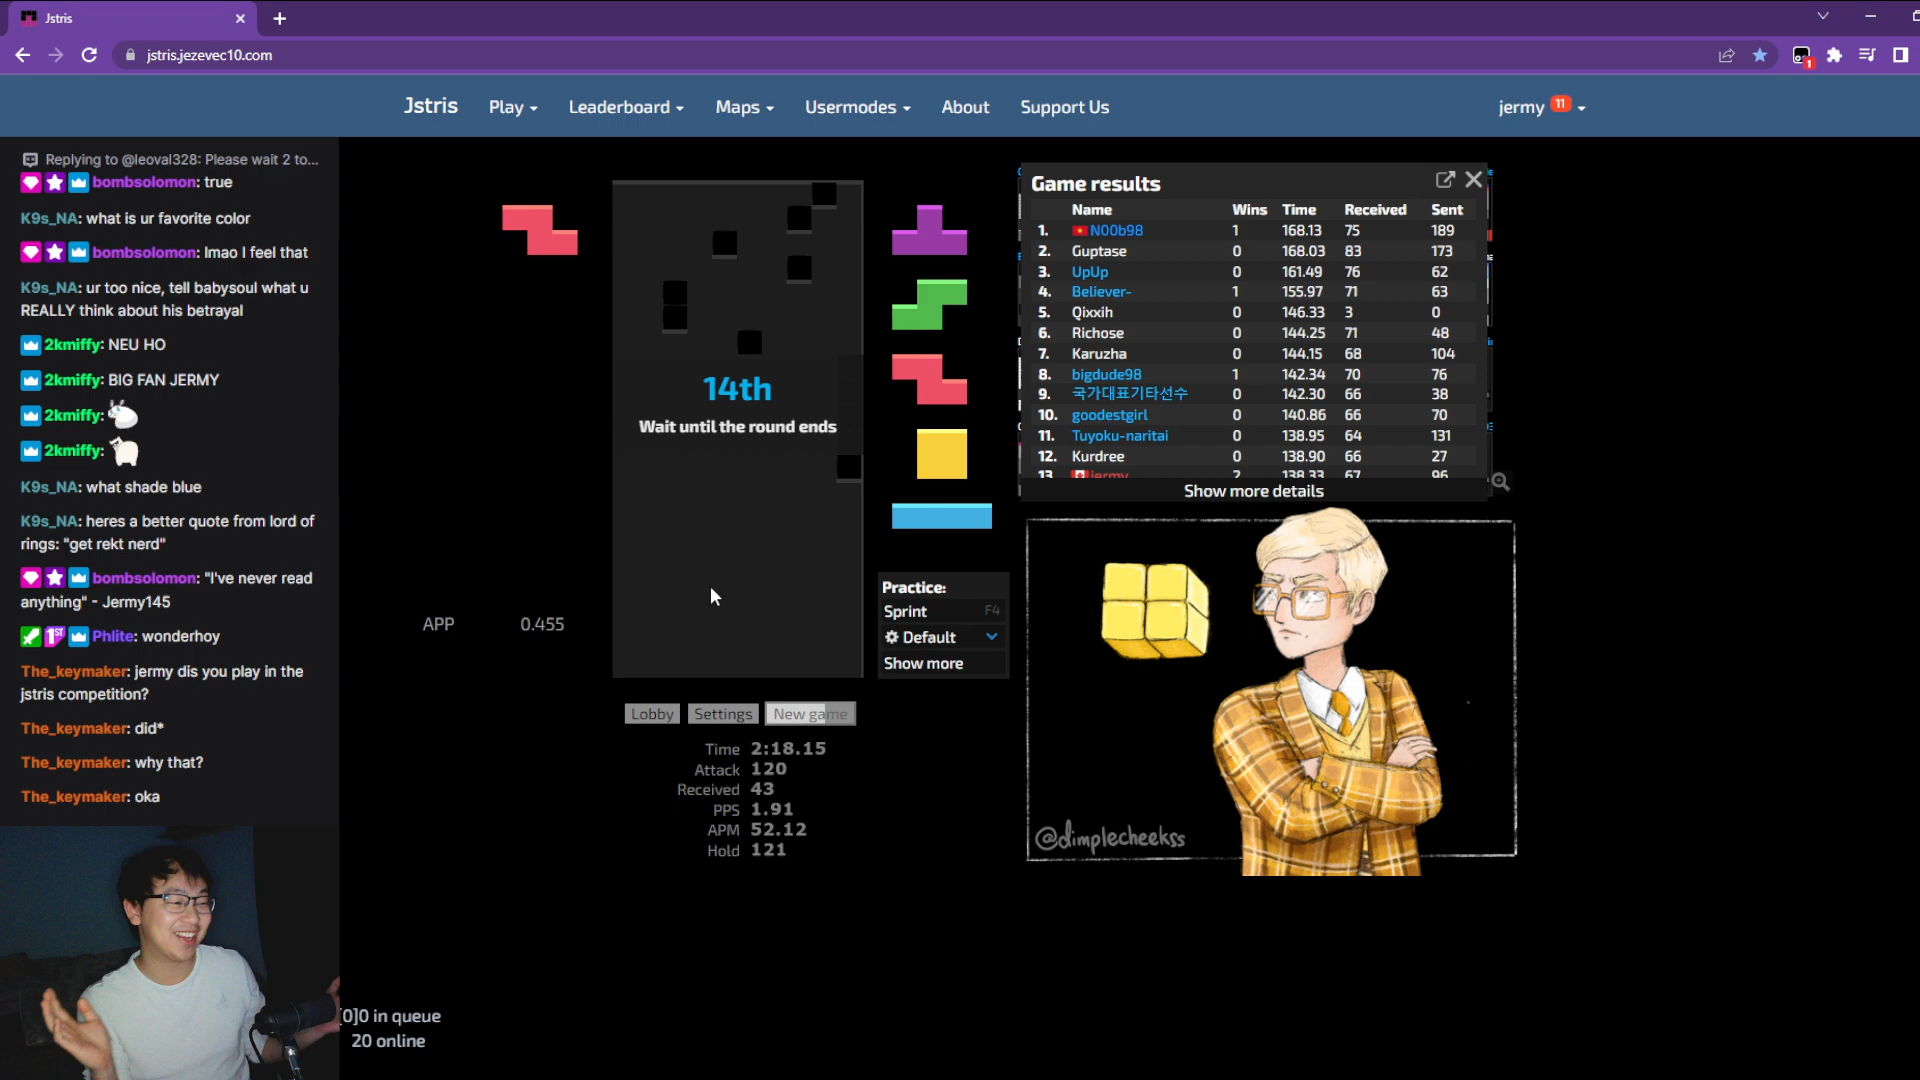 Jstris
jstris.jezevec10.com
1
Jstris Play Leaderboard Maps Usermodes About Support Us jermy 11
Replying to @leoval328: Please wait 2 to...
bombsolomon: true
K9s_NA: what is ur favorite color
bombsolomon: lmao I feel that
K9s_NA: ur too nice, tell babysoul what u
REALLY think about his betrayal
2kmiffy: NEU HO
2kmiffy: BIG FAN JERMY
2kmiffy:
2kmiffy:
K9s_NA: what shade blue
K9s_NA: heres a better quote from lord of
rings: "get rekt nerd"
bombsolomon: "I've never read
anything" - Jermy145
1ST Phlite: wonderhoy
The_keymaker: jermy dis you play in the
jstris competition?
The_keymaker: did*
The_keymaker: why that?
The_keymaker: oka
14th
Wait until the round ends
APP 0.455
Practice:
Sprint F4
Default
Show more
Lobby Settings New game
Time 2:18.15
Attack 120
Received 43
PPS 1.91
APM 52.12
Hold 121
Game results
Name Wins Time Received Sent
1. N00b98 1 168.13 75 189
2. Guptase 0 168.03 83 173
3. UpUp 0 161.49 76 62
4. Believer- 1 155.97 71 63
5. Qixxih 0 146.33 3 0
6. Richose 0 144.25 71 48
7. Karuzha 0 144.15 68 104
8. bigdude98 1 142.34 70 76
9. 국가대표기타선수 0 142.30 66 38
10. goodestgirl 0 140.86 66 70
11. Tuyoku-naritai 0 138.95 64 131
12. Kurdree 0 138.90 66 27
13. jermy 2 138.33 67 96
Show more details
@dimplecheekss
[0]0 in queue
20 online